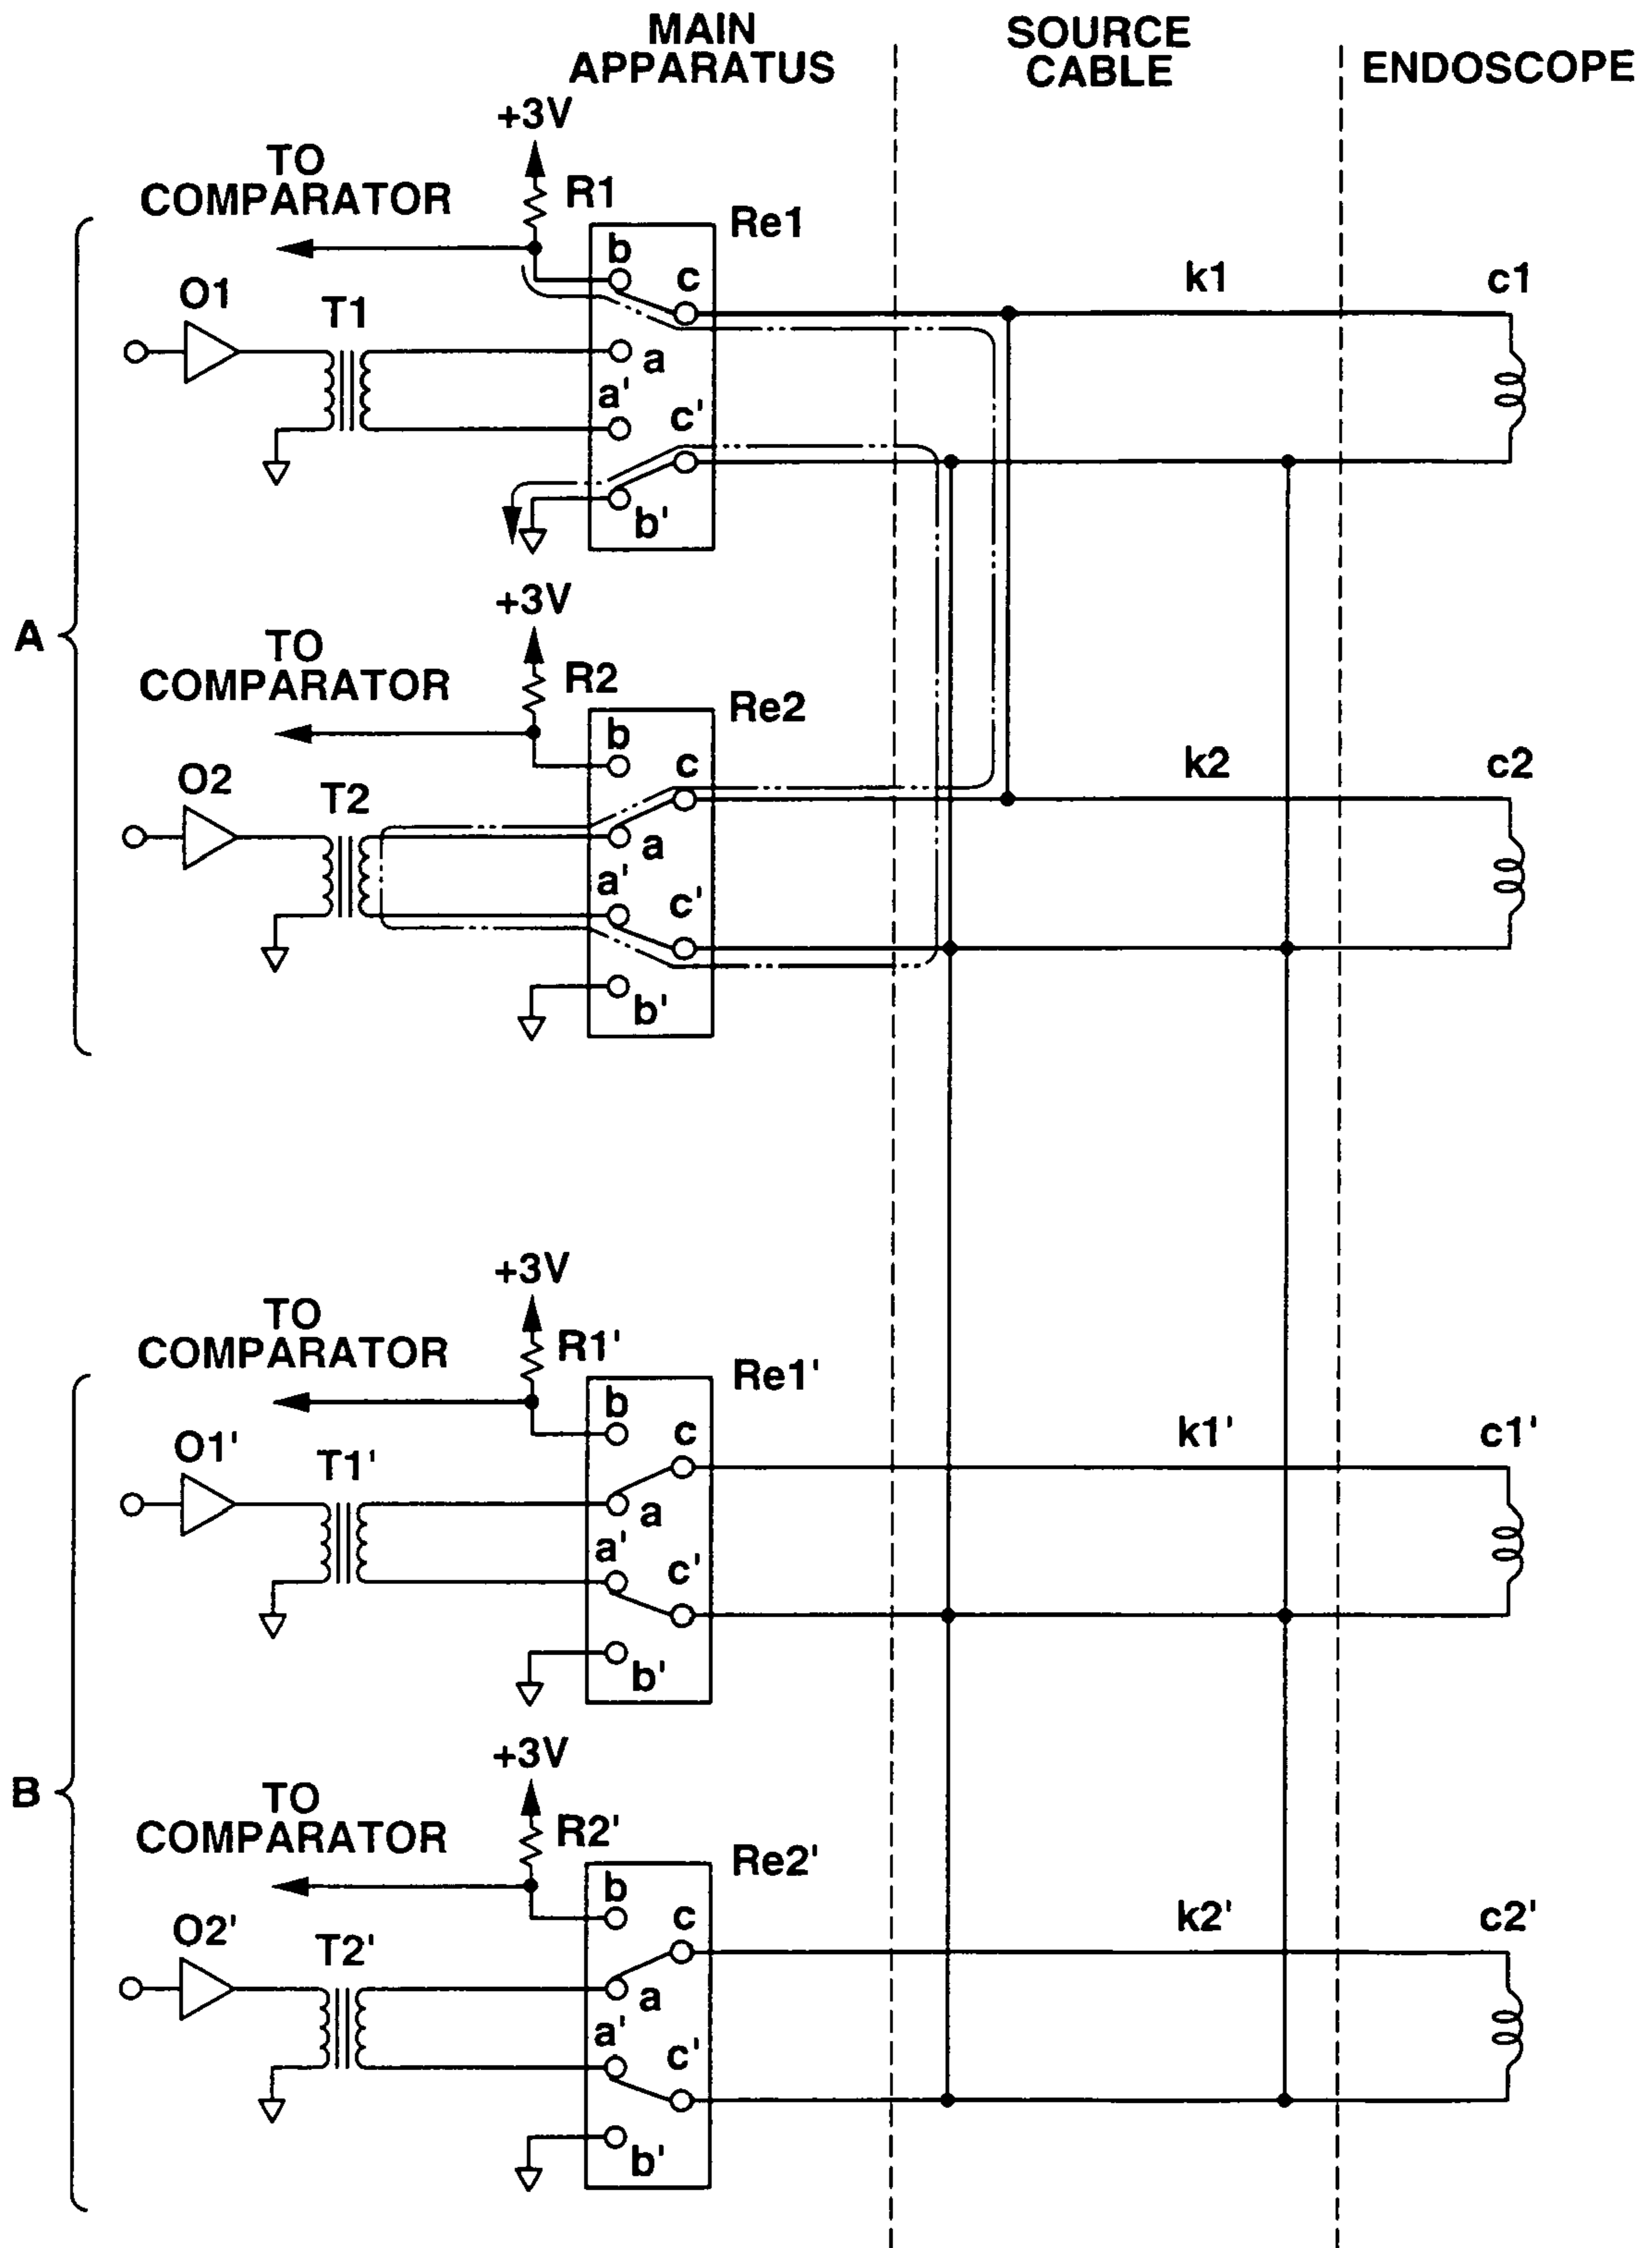 MAIN
APPARATUS
SOURCE
CABLE
ENDOSCOPE
+3V
TO
COMPARATOR
R1
Re1
b
c
k1
c1
O1
T1
a
a'
c'
b'
A
+3V
TO
COMPARATOR
R2
Re2
b
c
k2
c2
O2
T2
a
a'
c'
b'
+3V
TO
COMPARATOR
R1'
Re1'
b
c
k1'
c1'
O1'
T1'
a
a'
c'
b'
B
+3V
TO
COMPARATOR
R2'
Re2'
b
c
k2'
c2'
O2'
T2'
a
a'
c'
b'